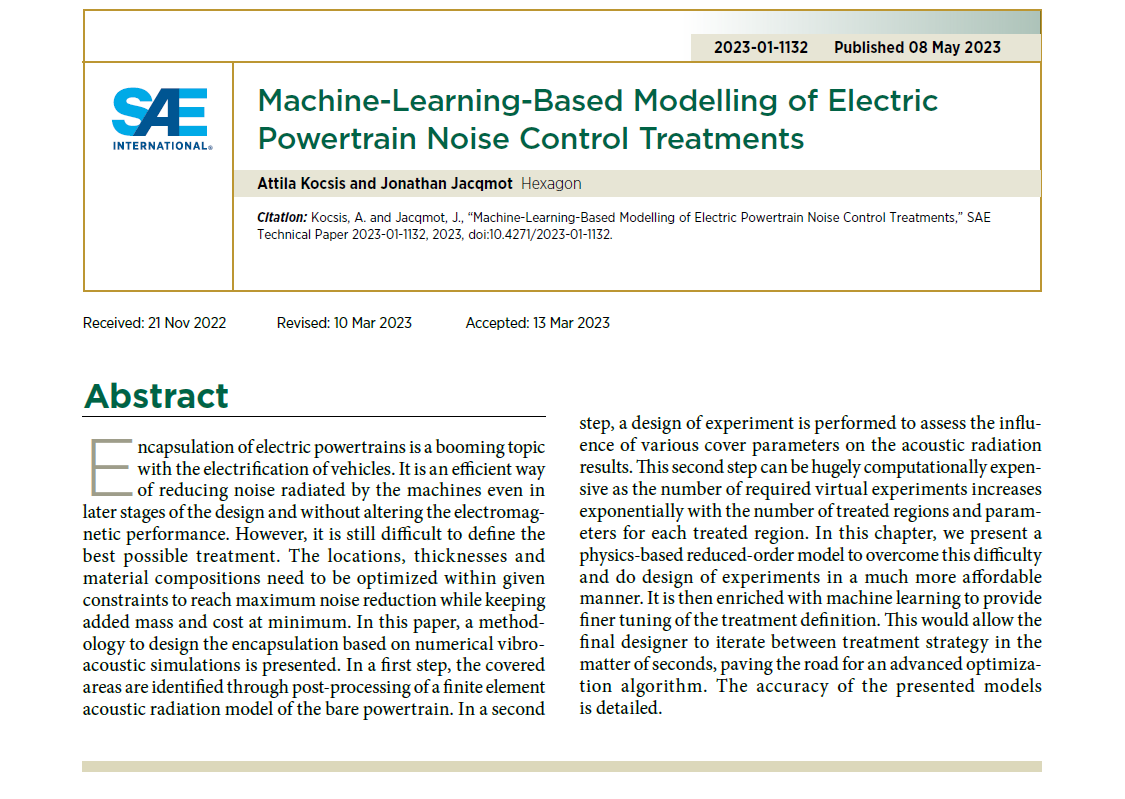 2023-01-1132 Published 08 May 2023
SAE
INTERNATIONAL®
Machine-Learning-Based Modelling of Electric
Powertrain Noise Control Treatments
Attila Kocsis and Jonathan Jacqmot Hexagon
Citation: Kocsis, A. and Jacqmot, J., “Machine-Learning-Based Modelling of Electric Powertrain Noise Control Treatments,” SAE
Technical Paper 2023-01-1132, 2023, doi:10.4271/2023-01-1132.
Received: 21 Nov 2022 Revised: 10 Mar 2023 Accepted: 13 Mar 2023
Abstract
Encapsulation of electric powertrains is a booming topic
with the electrification of vehicles. It is an efficient way
of reducing noise radiated by the machines even in
later stages of the design and without altering the electromag-
netic performance. However, it is still difficult to define the
best possible treatment. The locations, thicknesses and
material compositions need to be optimized within given
constraints to reach maximum noise reduction while keeping
added mass and cost at minimum. In this paper, a method-
ology to design the encapsulation based on numerical vibro-
acoustic simulations is presented. In a first step, the covered
areas are identified through post-processing of a finite element
acoustic radiation model of the bare powertrain. In a second
step, a design of experiment is performed to assess the influ-
ence of various cover parameters on the acoustic radiation
results. This second step can be hugely computationally expen-
sive as the number of required virtual experiments increases
exponentially with the number of treated regions and param-
eters for each treated region. In this chapter, we present a
physics-based reduced-order model to overcome this difficulty
and do design of experiments in a much more affordable
manner. It is then enriched with machine learning to provide
finer tuning of the treatment definition. This would allow the
final designer to iterate between treatment strategy in the
matter of seconds, paving the road for an advanced optimiza-
tion algorithm. The accuracy of the presented models
is detailed.